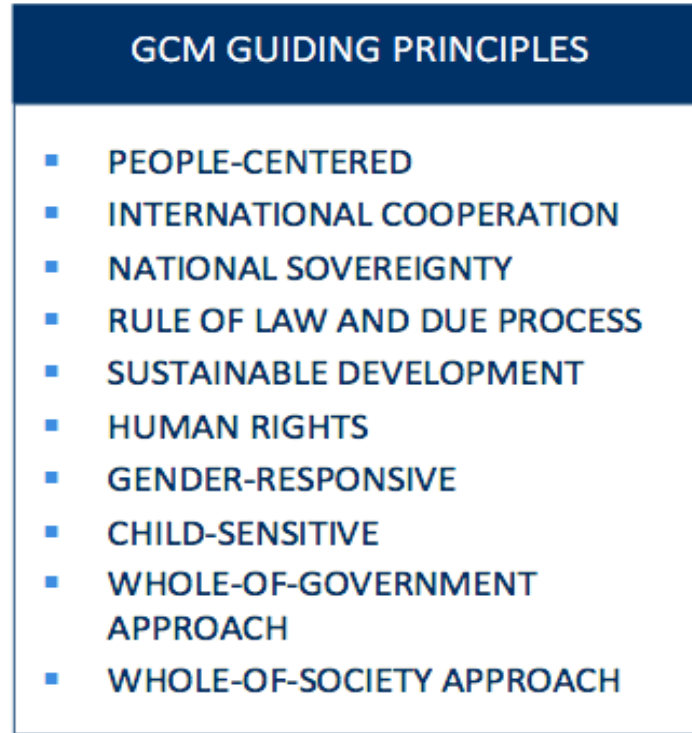 GCM GUIDING PRINCIPLES
▪ PEOPLE-CENTERED
▪ INTERNATIONAL COOPERATION
▪ NATIONAL SOVEREIGNTY
▪ RULE OF LAW AND DUE PROCESS
▪ SUSTAINABLE DEVELOPMENT
▪ HUMAN RIGHTS
▪ GENDER-RESPONSIVE
▪ CHILD-SENSITIVE
▪ WHOLE-OF-GOVERNMENT
APPROACH
▪ WHOLE-OF-SOCIETY APPROACH